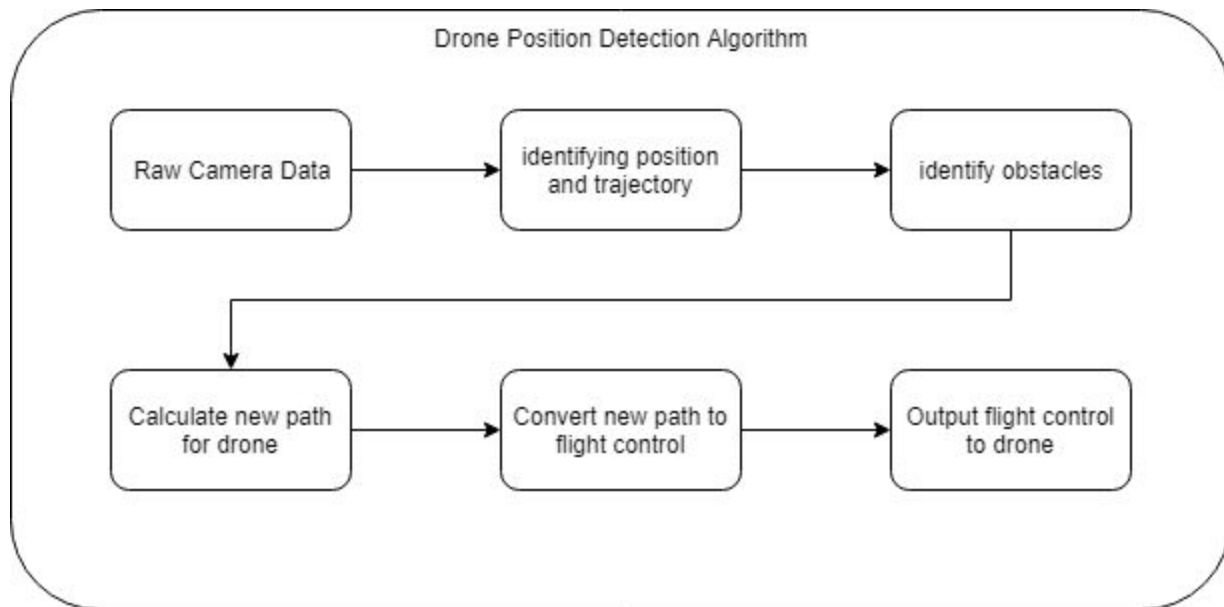 Drone Position Detection Algorithm
Raw Camera Data
identifying position
and trajectory
identify obstacles
Calculate new path
for drone
Convert new path to
flight control
Output flight control
to drone